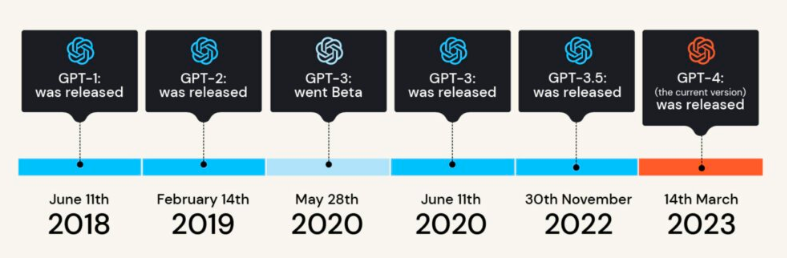 GPT-1:
was released
GPT-2:
was released
GPT-3:
went Beta
GPT-3:
was released
GPT-3.5:
was released
GPT-4:
(the current version)
was released
June 11th
2018
February 14th
2019
May 28th
2020
June 11th
2020
30th November
2022
14th March
2023